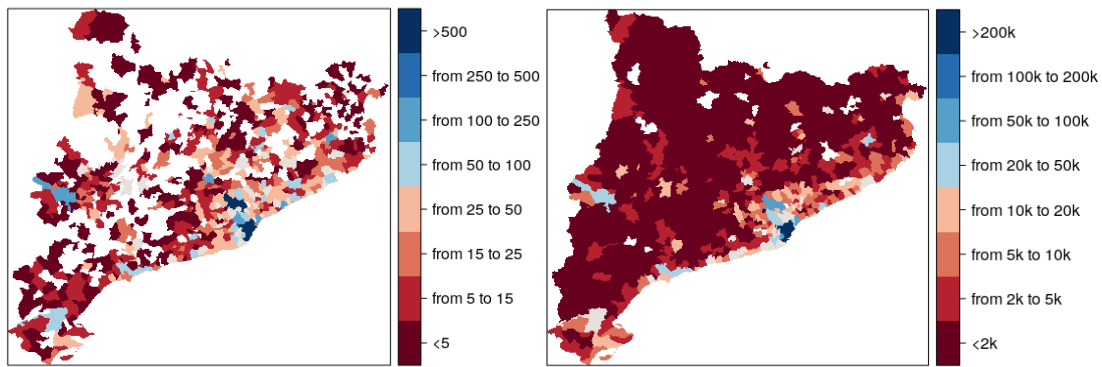 >500
from 250 to 500
from 100 to 250
from 50 to 100
from 25 to 50
from 15 to 25
from 5 to 15
<5
>200k
from 100k to 200k
from 50k to 100k
from 20k to 50k
from 10k to 20k
from 5k to 10k
from 2k to 5k
<2k